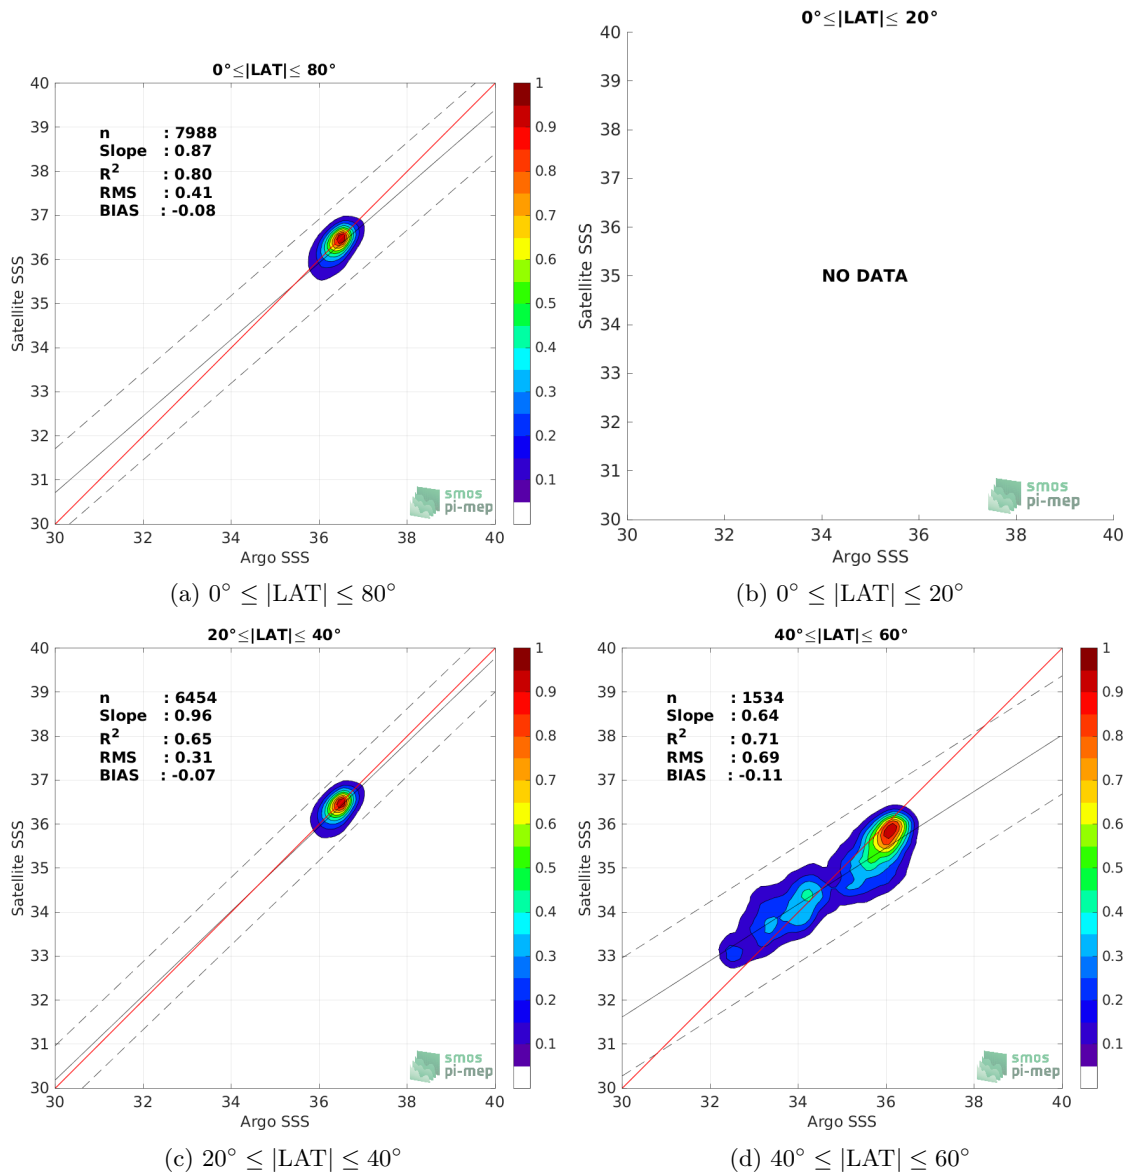 0°≤|LAT|≤ 80°
40
39
38
37
36
35
34
33
32
31
30
30 32 34 36 38 40
Satellite SSS
Argo SSS
n : 7988
Slope : 0.87
R² : 0.80
RMS : 0.41
BIAS : -0.08
smos
pi-mep
1
0.9
0.8
0.7
0.6
0.5
0.4
0.3
0.2
0.1
(a) 0° ≤ |LAT| ≤ 80°
0°≤|LAT|≤ 20°
40
39
38
37
36
35
34
33
32
31
30
30 32 34 36 38 40
Satellite SSS
Argo SSS
NO DATA
smos
pi-mep
(b) 0° ≤ |LAT| ≤ 20°
20°≤|LAT|≤ 40°
40
39
38
37
36
35
34
33
32
31
30
30 32 34 36 38 40
Satellite SSS
Argo SSS
n : 6454
Slope : 0.96
R² : 0.65
RMS : 0.31
BIAS : -0.07
smos
pi-mep
1
0.9
0.8
0.7
0.6
0.5
0.4
0.3
0.2
0.1
(c) 20° ≤ |LAT| ≤ 40°
40°≤|LAT|≤ 60°
40
39
38
37
36
35
34
33
32
31
30
30 32 34 36 38 40
Satellite SSS
Argo SSS
n : 1534
Slope : 0.64
R² : 0.71
RMS : 0.69
BIAS : -0.11
smos
pi-mep
1
0.9
0.8
0.7
0.6
0.5
0.4
0.3
0.2
0.1
(d) 40° ≤ |LAT| ≤ 60°